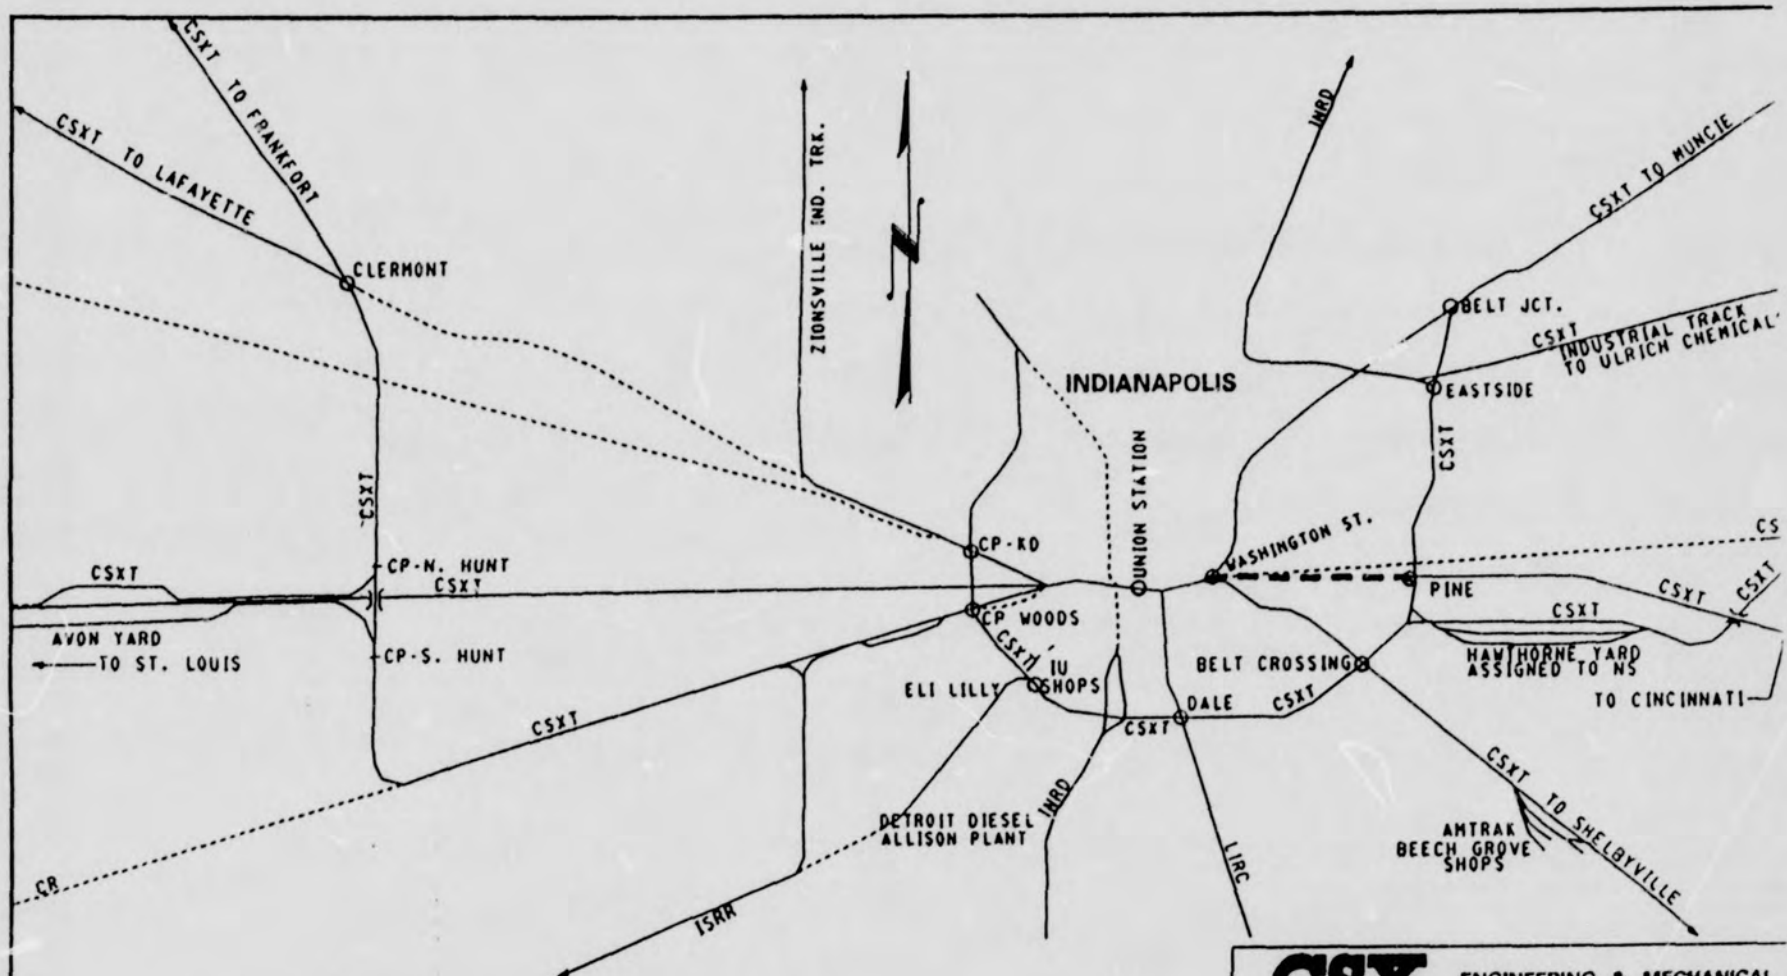 CSXT TO FRANKFORT
CSXT TO LAFAYETTE
CLERMONT
ZIONSVILLE IND. TRK.
N
INRD
CSXT TO MUNCIE
BELT JCT.
CSXT
INDUSTRIAL TRACK
TO ULRICH CHEMICAL
EASTSIDE
INDIANAPOLIS
CSXT
CSXT
UNION STATION
WASHINGTON ST.
CS
CP-KD
CP-N. HUNT
CSXT
CSXT
PINE
CSXT
CSXT
CSXT
AVON YARD
TO ST. LOUIS
CP-S. HUNT
CP WOODS
CSXT
IU
SHOPS
ELI LILLY
BELT CROSSING
HAWTHORNE YARD
ASSIGNED TO NS
TO CINCINNATI
DALE
CSXT
CSXT
CSXT
CSXT TO SHELBYVILLE
DETROIT DIESEL
ALLISON PLANT
INRD
LIRC
AMTRAK
BEECH GROVE
SHOPS
CR
ISRR
CSX
ENGINEERING & MECHANICAL